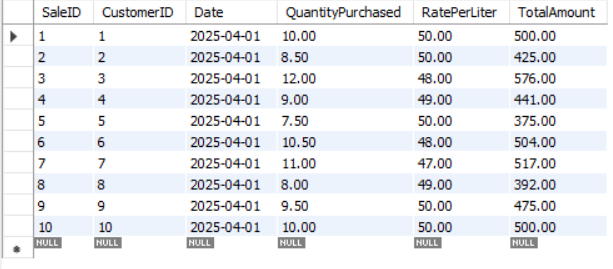 SaleID CustomerID Date QuantityPurchased RatePerLiter TotalAmount
1 1 2025-04-01 10.00 50.00 500.00
2 2 2025-04-01 8.50 50.00 425.00
3 3 2025-04-01 12.00 48.00 576.00
4 4 2025-04-01 9.00 49.00 441.00
5 5 2025-04-01 7.50 50.00 375.00
6 6 2025-04-01 10.50 48.00 504.00
7 7 2025-04-01 11.00 47.00 517.00
8 8 2025-04-01 8.00 49.00 392.00
9 9 2025-04-01 9.50 50.00 475.00
10 10 2025-04-01 10.00 50.00 500.00
NULL NULL NULL NULL NULL NULL